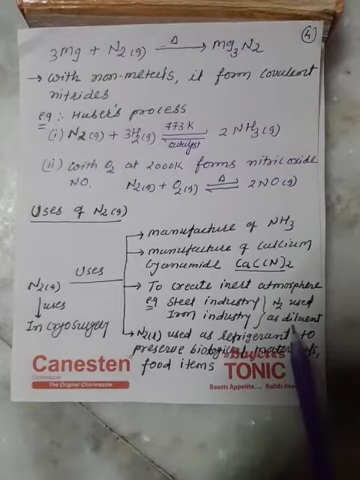 (4)
3Mg + N2(g) —Δ→ Mg3N2
→ with non-metals, it form covalent
nitrides
eg :- Haber's process
(i) N2(g) + 3H2(g) ⇌ 773K catalyst 2NH3(g)
(ii) with O2 at 2000K forms nitric oxide
NO. N2(g) + O2(g) ⇌ Δ 2NO(g)
Uses of N2(g)
→ manufacture of NH3
→ manufacture of Calcium
Cyanamide Ca(CN)2
N2(g) Uses
→ To create inert atmosphere
eg Steel industry } N2 used
Iron industry } as diluent
↓ uses
In cryosurgery
→ N2(l) used as refrigerant to
preserve biological
food items
Canesten
Clotrimazole
The Original Clotrimazole
TONIC
Boosts Appetite...